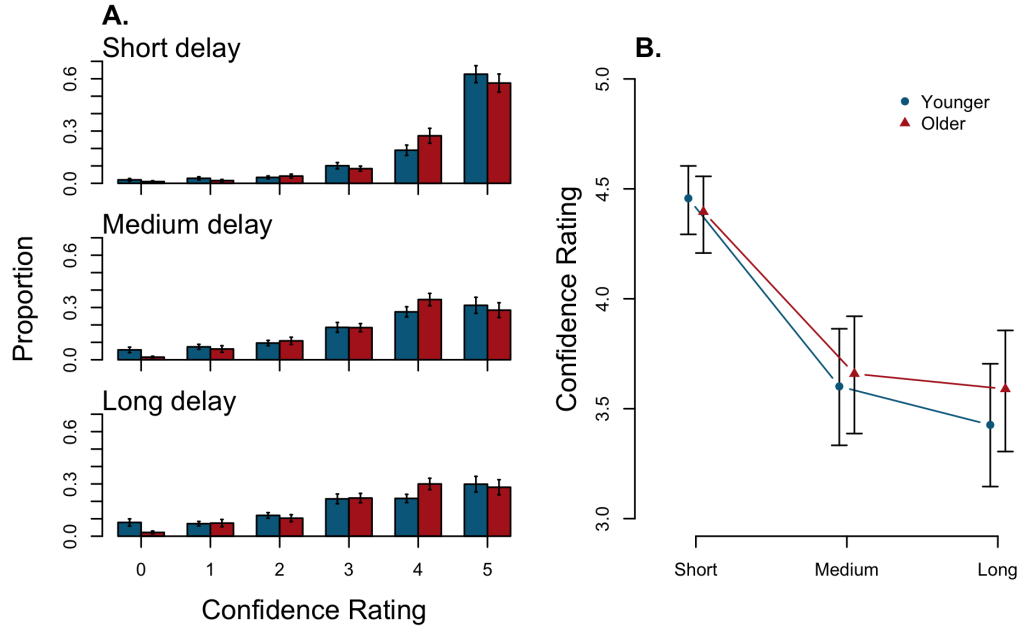 A.
Short delay
0.6
0.3
0.0
Medium delay
0.6
0.3
0.0
Long delay
0.6
0.3
0.0
0 1 2 3 4 5
Confidence Rating
Proportion
B.
Younger
Older
5.0
4.5
4.0
3.5
3.0
Confidence Rating
Short Medium Long